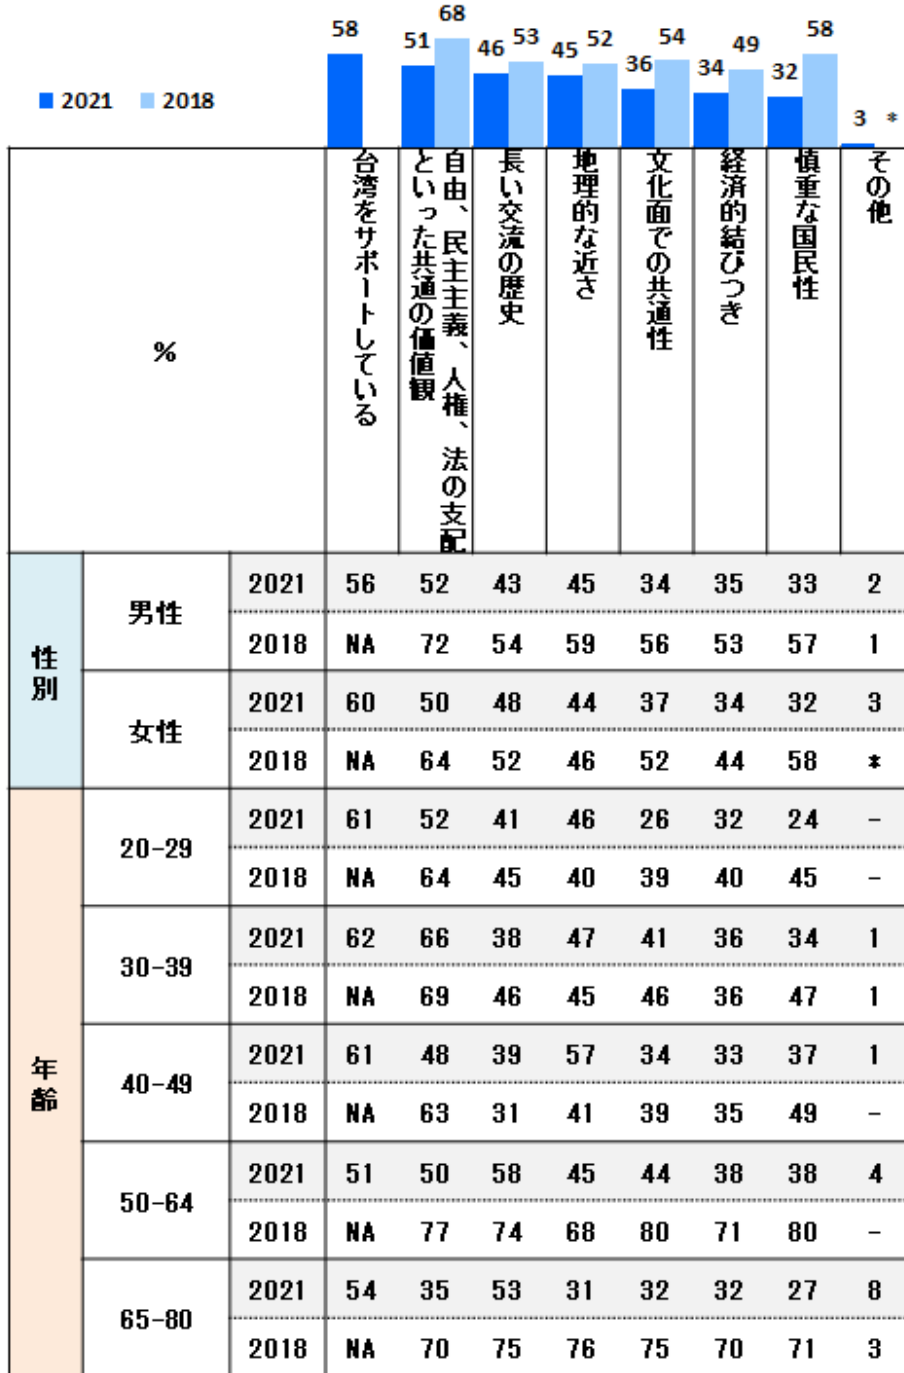 58 51 68 46 53 45 52 36 54 34 49 32 58 3 *
2021 2018
%
台湾をサポートしている
自由、民主主義、人権、法の支配
といった共通の価値観
長い交流の歴史
地理的な近さ
文化面での共通性
経済的結びつき
慎重な国民性
その他
性別
男性
2021 56 52 43 45 34 35 33 2
2018 NA 72 54 59 56 53 57 1
女性
2021 60 50 48 44 37 34 32 3
2018 NA 64 52 46 52 44 58 *
年齢
20-29
2021 61 52 41 46 26 32 24 -
2018 NA 64 45 40 39 40 45 -
30-39
2021 62 66 38 47 41 36 34 1
2018 NA 69 46 45 46 36 47 1
40-49
2021 61 48 39 57 34 33 37 1
2018 NA 63 31 41 39 35 49 -
50-64
2021 51 50 58 45 44 38 38 4
2018 NA 77 74 68 80 71 80 -
65-80
2021 54 35 53 31 32 32 27 8
2018 NA 70 75 76 75 70 71 3